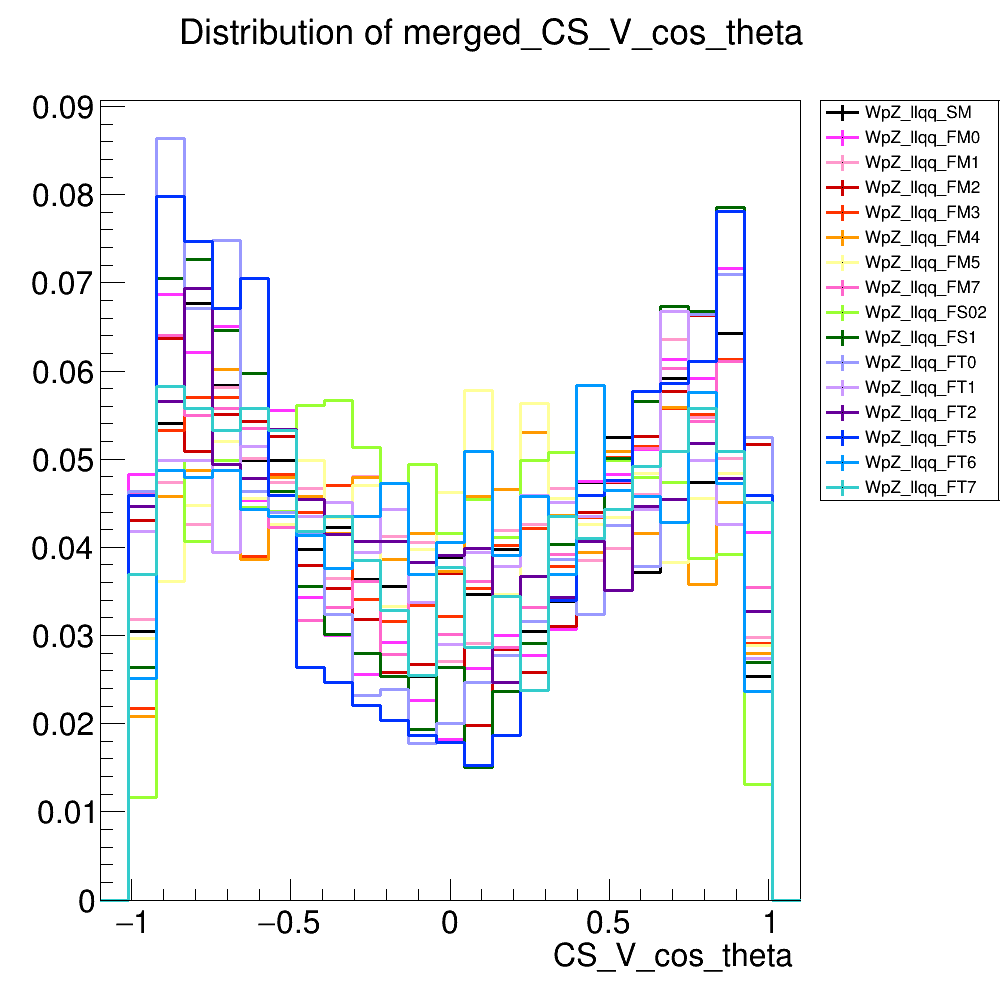 Distribution of merged_CS_V_cos_theta
0.09
0.08
0.07
0.06
0.05
0.04
0.03
0.02
0.01
0
−1
−0.5
0
0.5
1
CS_V_cos_theta
WpZ_llqq_SM
WpZ_llqq_FM0
WpZ_llqq_FM1
WpZ_llqq_FM2
WpZ_llqq_FM3
WpZ_llqq_FM4
WpZ_llqq_FM5
WpZ_llqq_FM7
WpZ_llqq_FS02
WpZ_llqq_FS1
WpZ_llqq_FT0
WpZ_llqq_FT1
WpZ_llqq_FT2
WpZ_llqq_FT5
WpZ_llqq_FT6
WpZ_llqq_FT7